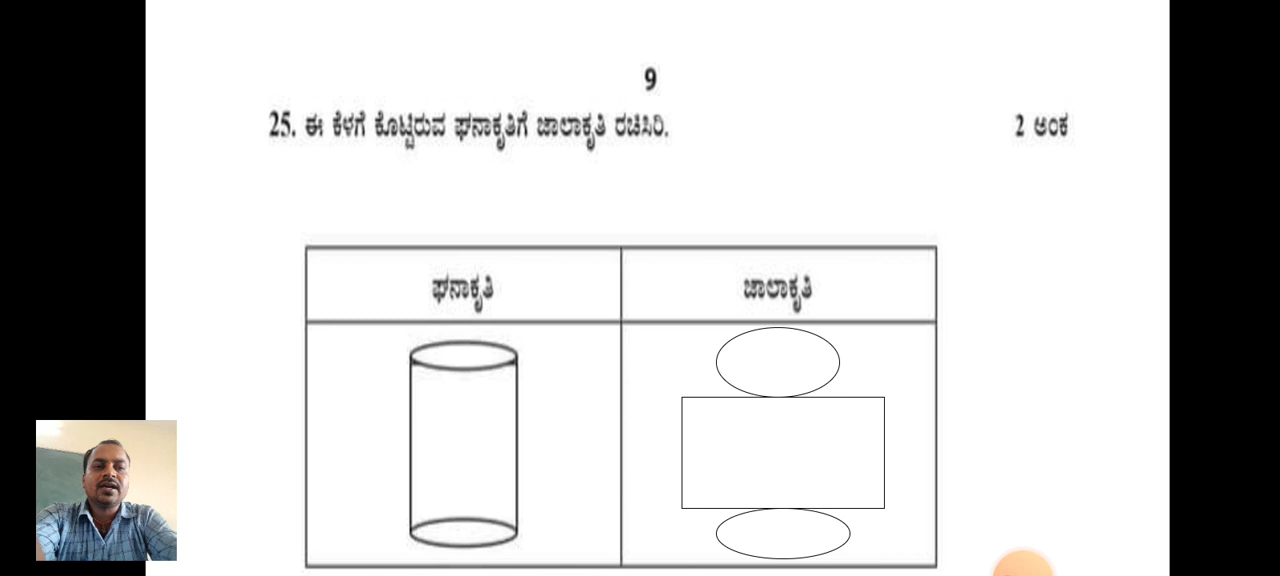 9
25. ಈ ಕೆಳಗೆ ಕೊಟ್ಟಿರುವ ಘನಾಕೃತಿಗೆ ಜಾಲಾಕೃತಿ ರಚಿಸಿರಿ. 2 ಅಂಕ
ಘನಾಕೃತಿ ಜಾಲಾಕೃತಿ